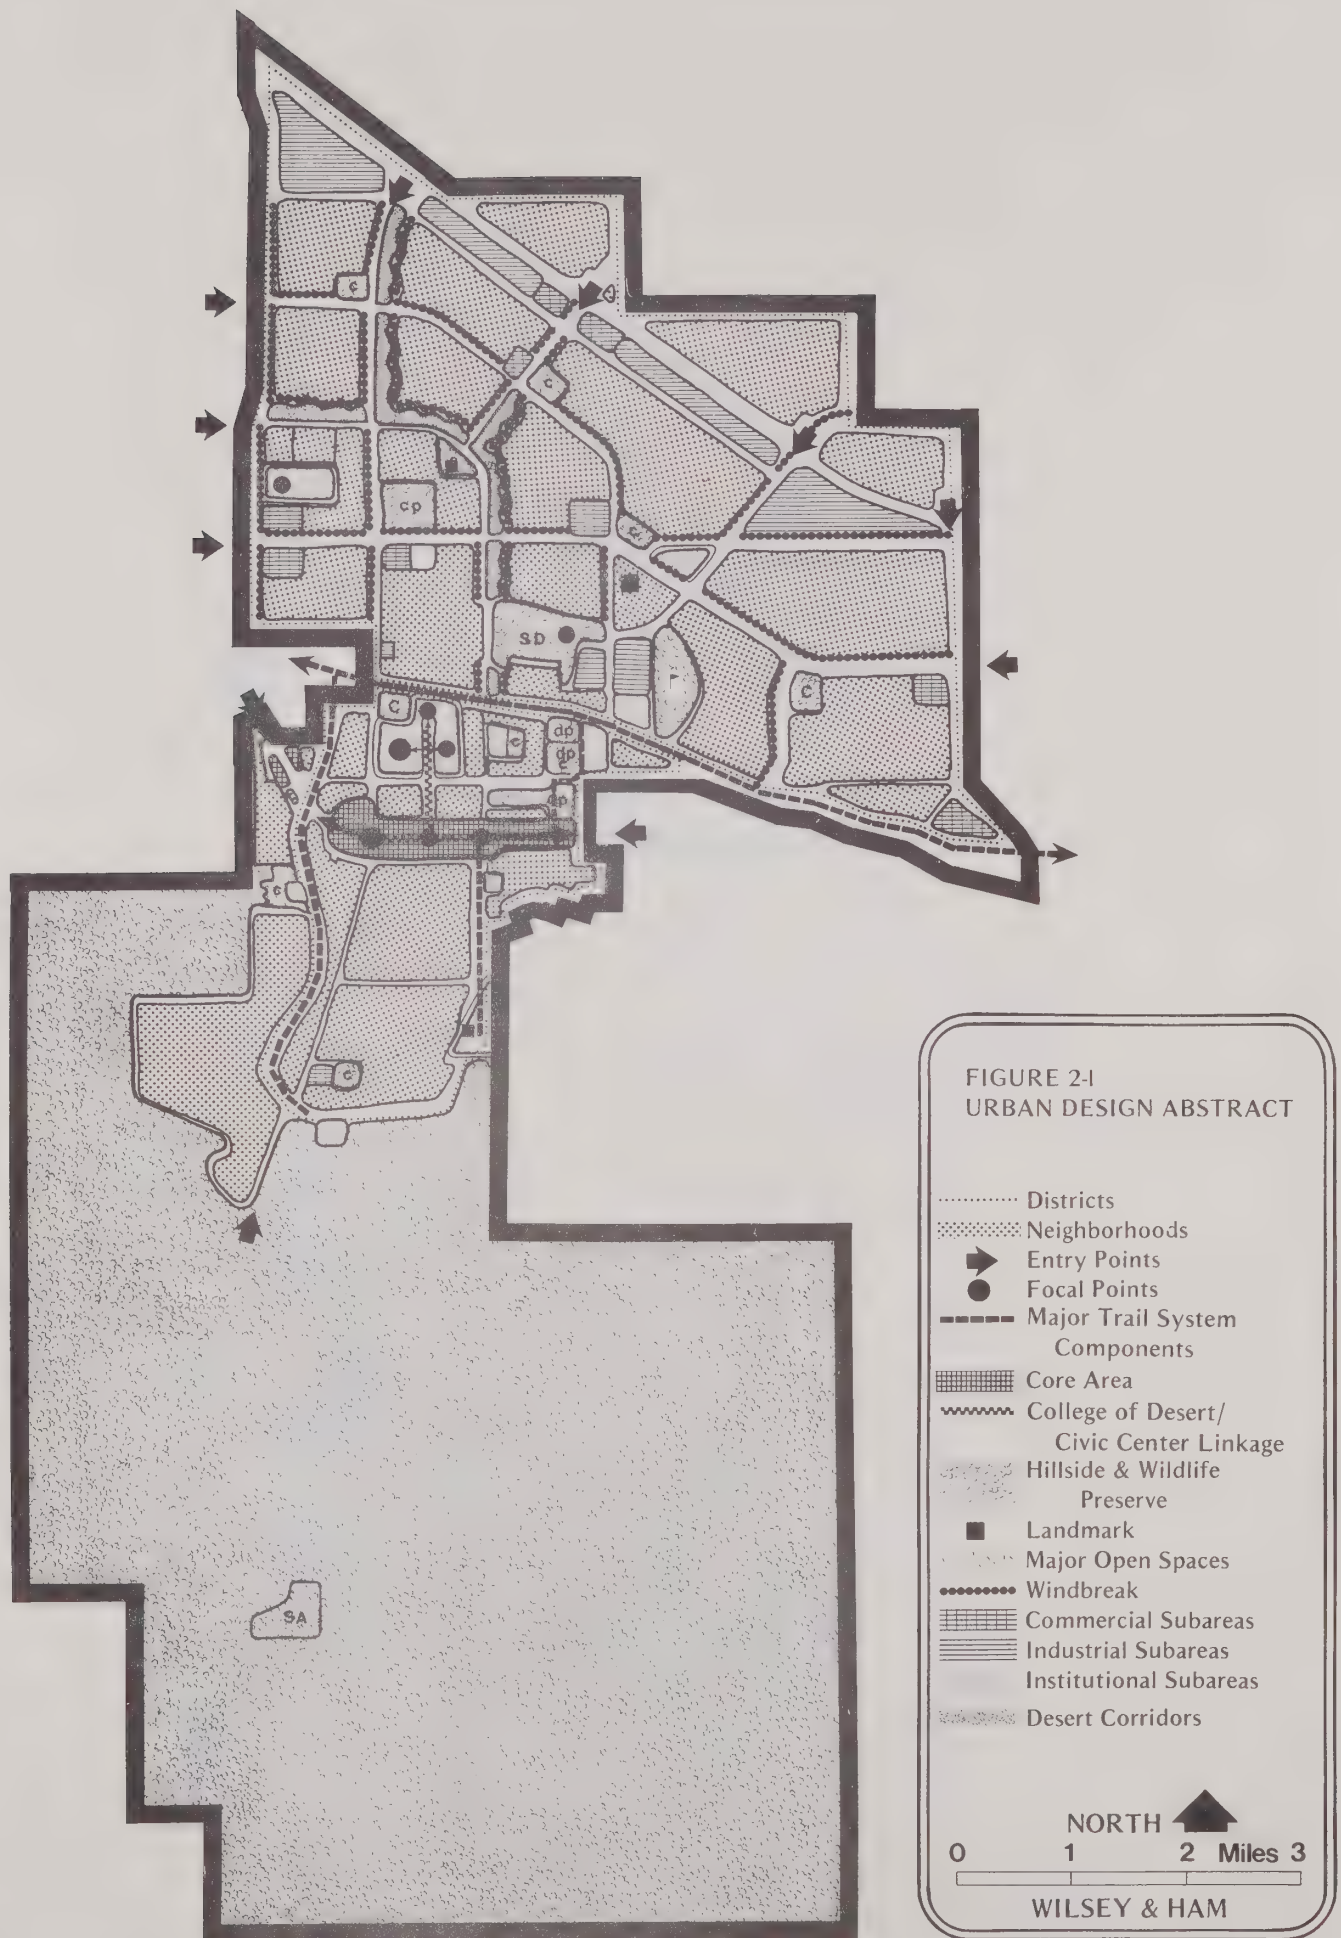 c
c
cp
c
SD
P
C
C
dp
c
dp
dp
c
c
SA
FIGURE 2-1
URBAN DESIGN ABSTRACT
Districts
Neighborhoods
Entry Points
Focal Points
Major Trail System
Components
Core Area
College of Desert/
Civic Center Linkage
Hillside & Wildlife
Preserve
Landmark
Major Open Spaces
Windbreak
Commercial Subareas
Industrial Subareas
Institutional Subareas
Desert Corridors
NORTH
0 1 2 Miles 3
WILSEY & HAM